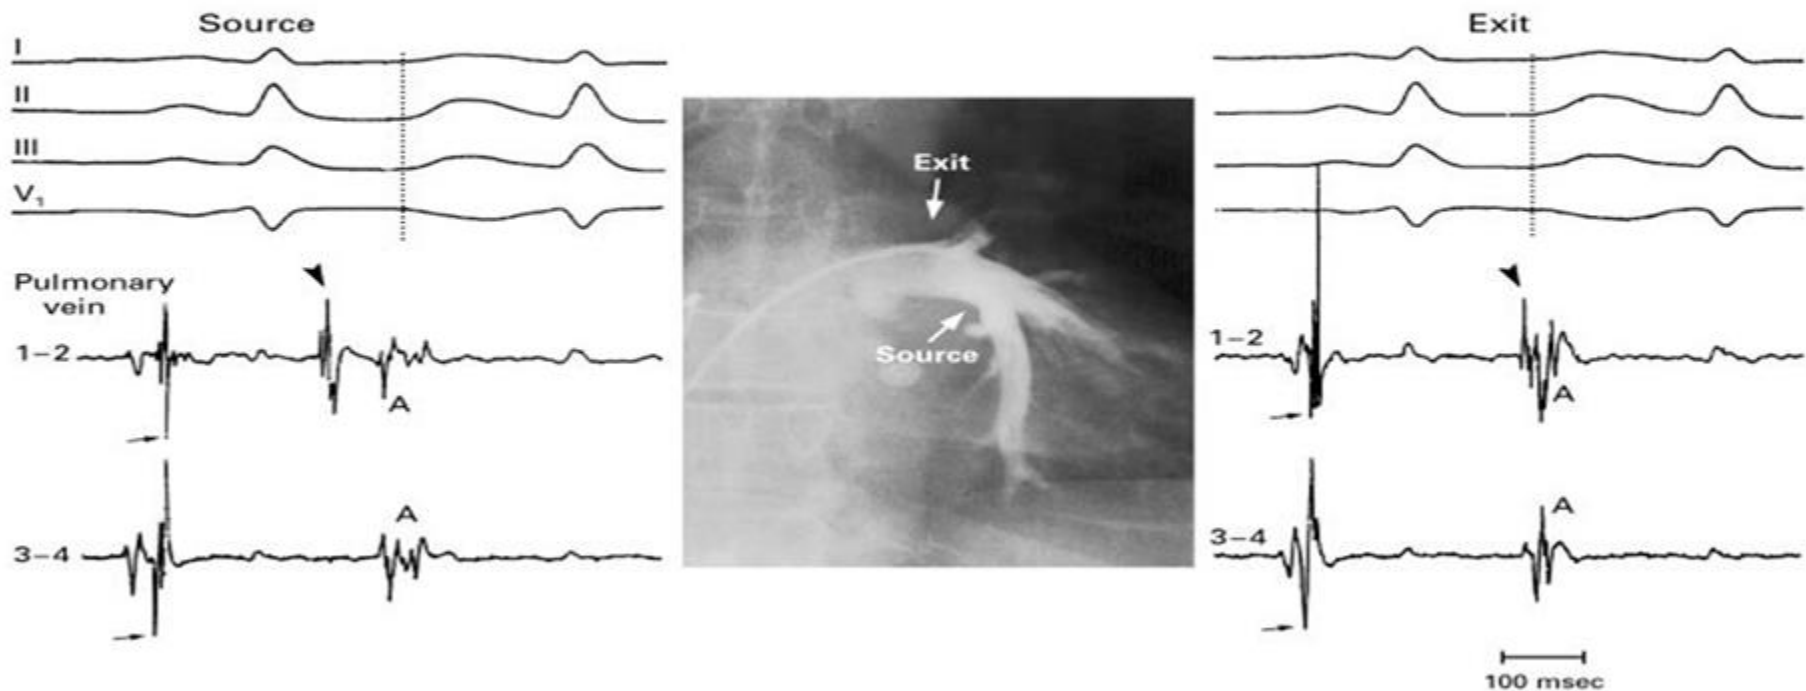 Source
I
II
III
V1
Pulmonary
vein
1–2
A
3–4
A
Exit
Source
Exit
1–2
A
3–4
A
100 msec